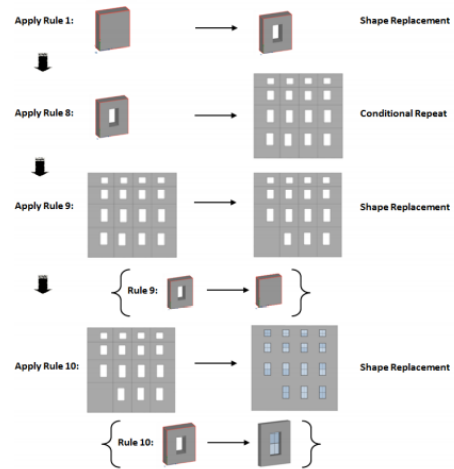 Apply Rule 1: Shape Replacement
Apply Rule 8: Conditional Repeat
Apply Rule 9: Shape Replacement
Rule 9:
Apply Rule 10: Shape Replacement
Rule 10: